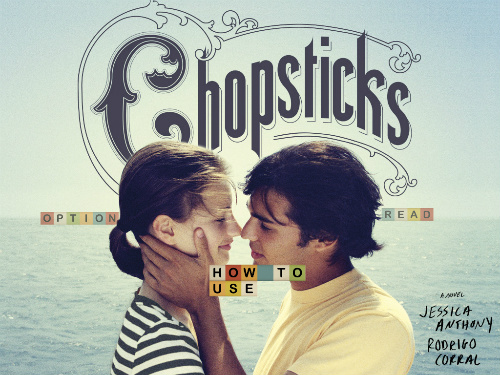 Chopsticks
OPTION
READ
HOW TO
USE
A NOVEL
JESSICA
ANTHONY
RODRIGO
CORRAL